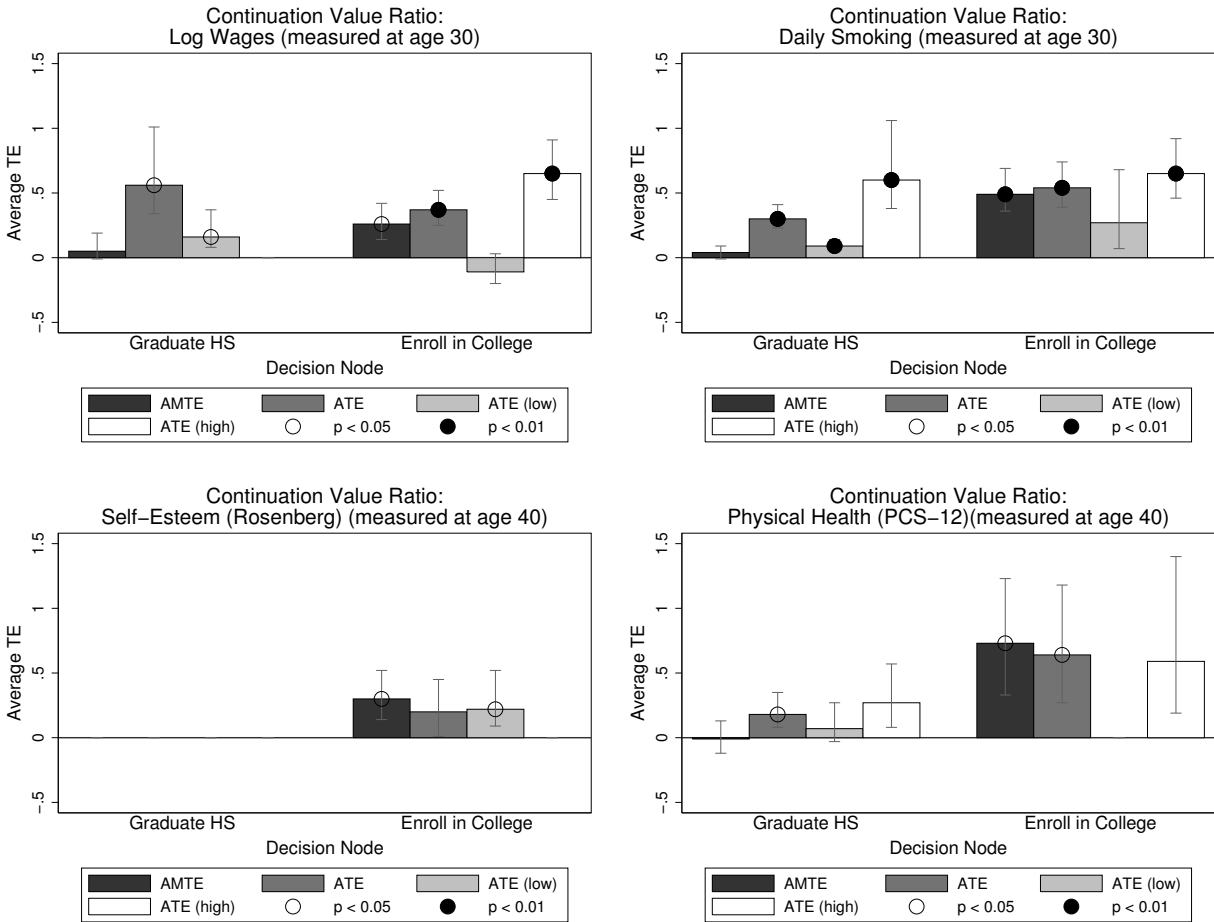 Continuation Value Ratio:
Log Wages (measured at age 30)
Average TE
1.5
1
.5
0
−.5
Graduate HS
Enroll in College
Decision Node
AMTE
ATE
ATE (low)
ATE (high)
p < 0.05
p < 0.01
Continuation Value Ratio:
Daily Smoking (measured at age 30)
Average TE
1.5
1
.5
0
−.5
Graduate HS
Enroll in College
Decision Node
AMTE
ATE
ATE (low)
ATE (high)
p < 0.05
p < 0.01
Continuation Value Ratio:
Self−Esteem (Rosenberg) (measured at age 40)
Average TE
1.5
1
.5
0
−.5
Graduate HS
Enroll in College
Decision Node
AMTE
ATE
ATE (low)
ATE (high)
p < 0.05
p < 0.01
Continuation Value Ratio:
Physical Health (PCS−12)(measured at age 40)
Average TE
1.5
1
.5
0
−.5
Graduate HS
Enroll in College
Decision Node
AMTE
ATE
ATE (low)
ATE (high)
p < 0.05
p < 0.01